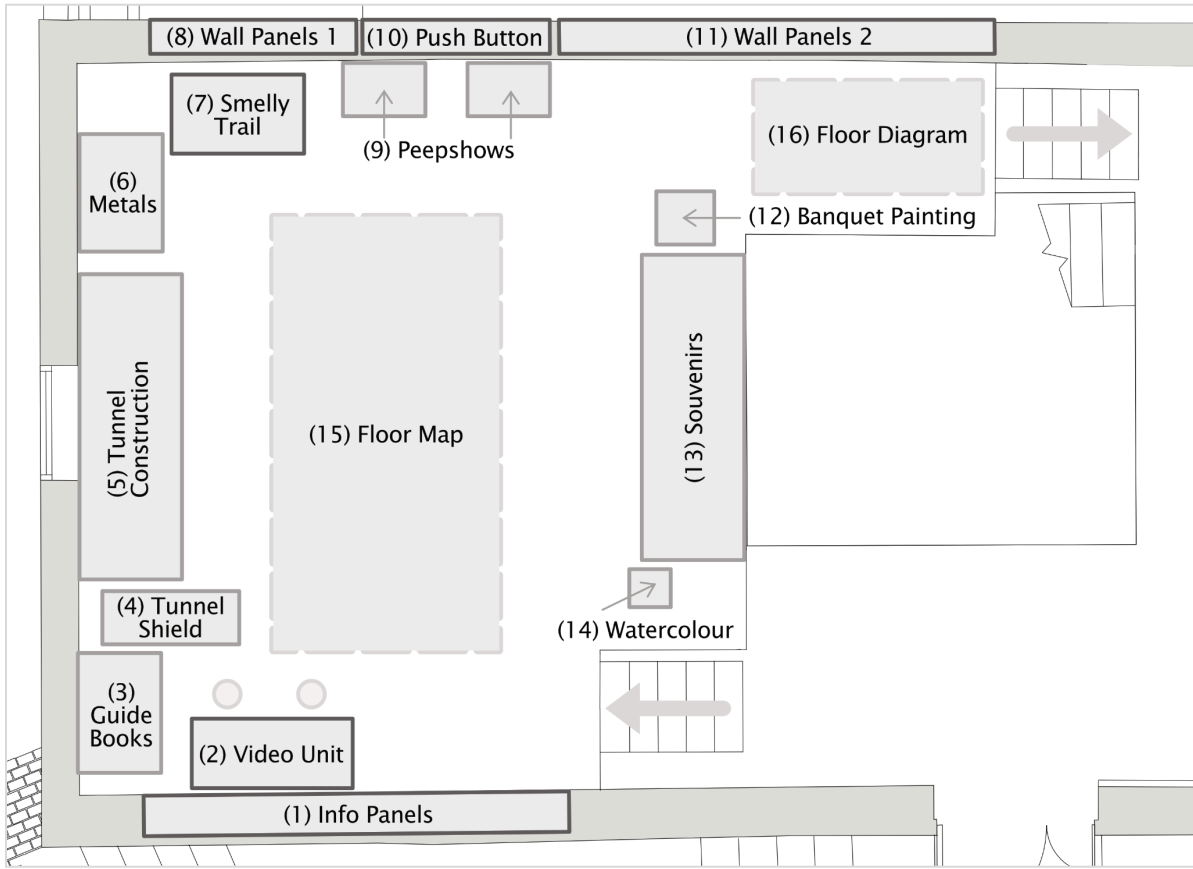 (8) Wall Panels 1
(10) Push Button
(11) Wall Panels 2
(7) Smelly
Trail
(9) Peepshows
(16) Floor Diagram
(6)
Metals
(12) Banquet Painting
(5) Tunnel
Construction
(15) Floor Map
(13) Souvenirs
(4) Tunnel
Shield
(14) Watercolour
(3)
Guide
Books
(2) Video Unit
(1) Info Panels